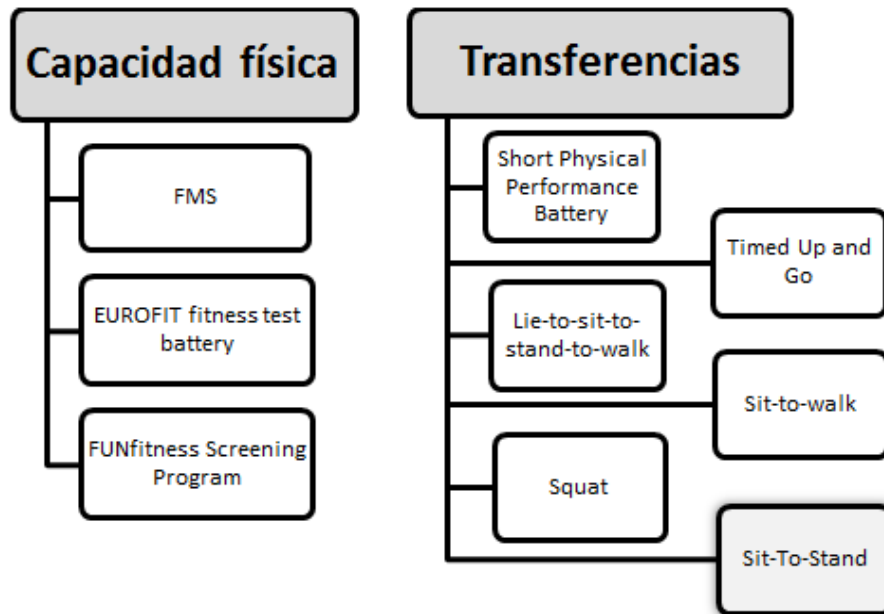 Capacidad física
FMS
EUROFIT fitness test
battery
FUNfitness Screening
Program
Transferencias
Short Physical
Performance
Battery
Timed Up and
Go
Lie-to-sit-to-
stand-to-walk
Sit-to-walk
Squat
Sit-To-Stand